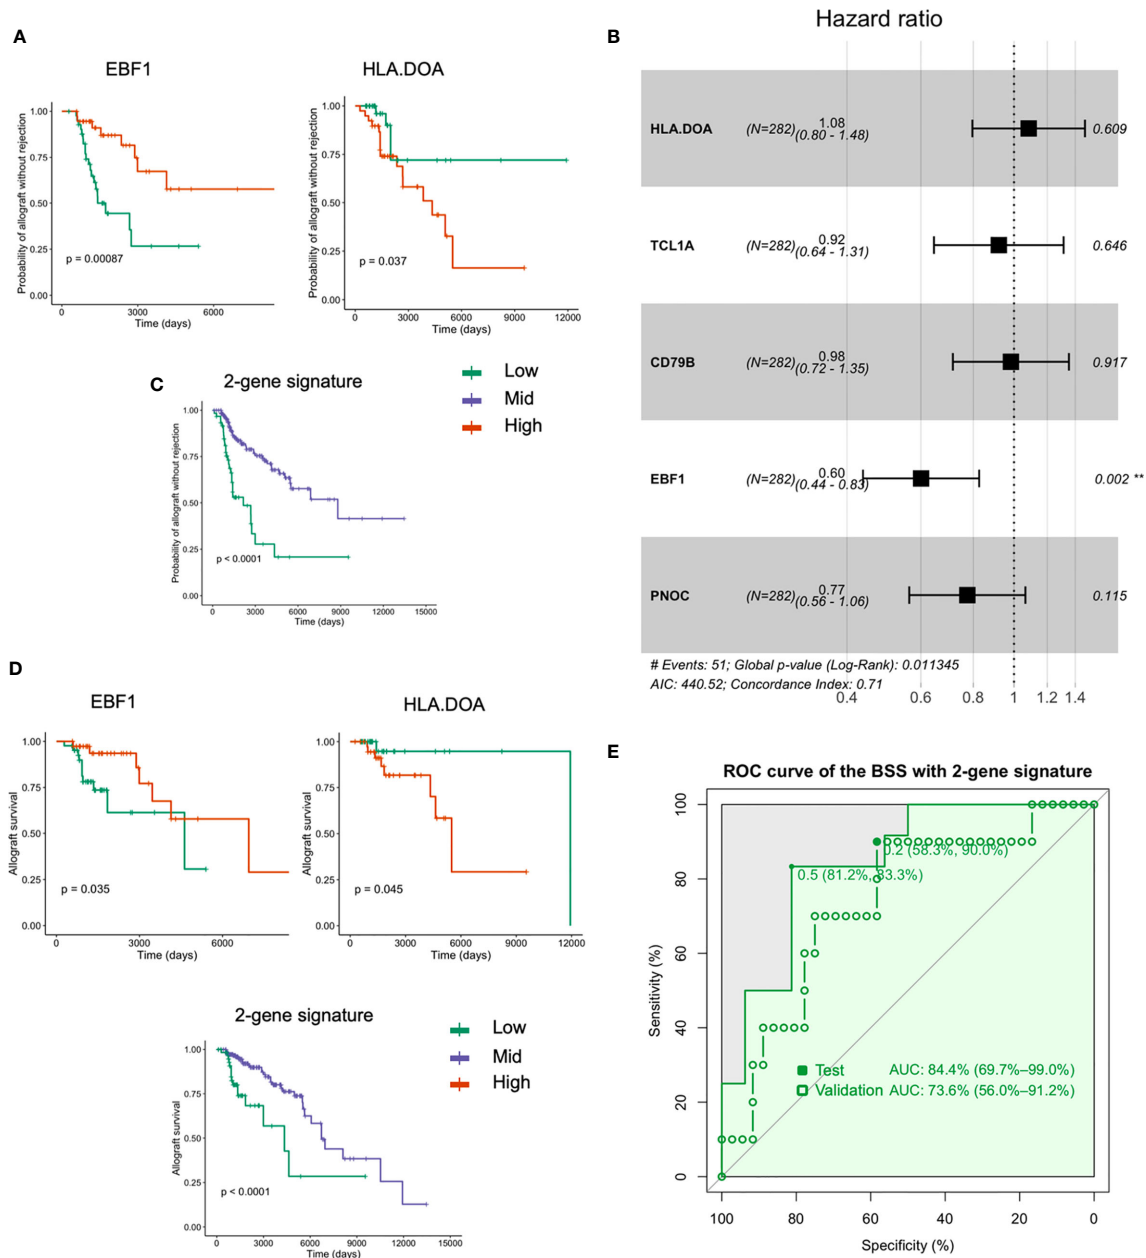 A
EBF1
Probability of allograft without rejection
1.00
0.75
0.50
0.25
0.00
p = 0.00087
0
3000
6000
Time (days)
HLA.DOA
Probability of allograft without rejection
1.00
0.75
0.50
0.25
0.00
p = 0.037
0
3000
6000
9000
12000
Time (days)
B
Hazard ratio
HLA.DOA (N=282) 1.08 (0.80 - 1.48) 0.609
TCL1A (N=282) 0.92 (0.64 - 1.31) 0.646
CD79B (N=282) 0.98 (0.72 - 1.35) 0.917
EBF1 (N=282) 0.60 (0.44 - 0.83) 0.002 **
PNOC (N=282) 0.77 (0.56 - 1.06) 0.115
# Events: 51; Global p-value (Log-Rank): 0.011345
AIC: 440.52; Concordance Index: 0.71
0.4
0.6
0.8
1
1.2
1.4
C
2-gene signature
Probability of allograft without rejection
1.00
0.75
0.50
0.25
0.00
p < 0.0001
0
3000
6000
9000
12000
15000
Time (days)
Low
Mid
High
D
EBF1
Allograft survival
1.00
0.75
0.50
0.25
0.00
p = 0.035
0
3000
6000
Time (days)
HLA.DOA
Allograft survival
1.00
0.75
0.50
0.25
0.00
p = 0.045
0
3000
6000
9000
12000
Time (days)
2-gene signature
Allograft survival
1.00
0.75
0.50
0.25
0.00
p < 0.0001
0
3000
6000
9000
12000
15000
Time (days)
Low
Mid
High
E
ROC curve of the BSS with 2-gene signature
Sensitivity (%)
100
80
60
40
20
0
0.2 (58.3%, 90.0%)
0.5 (81.2%, 83.3%)
Test AUC: 84.4% (69.7%–99.0%)
Validation AUC: 73.6% (56.0%–91.2%)
100
80
60
40
20
0
Specificity (%)